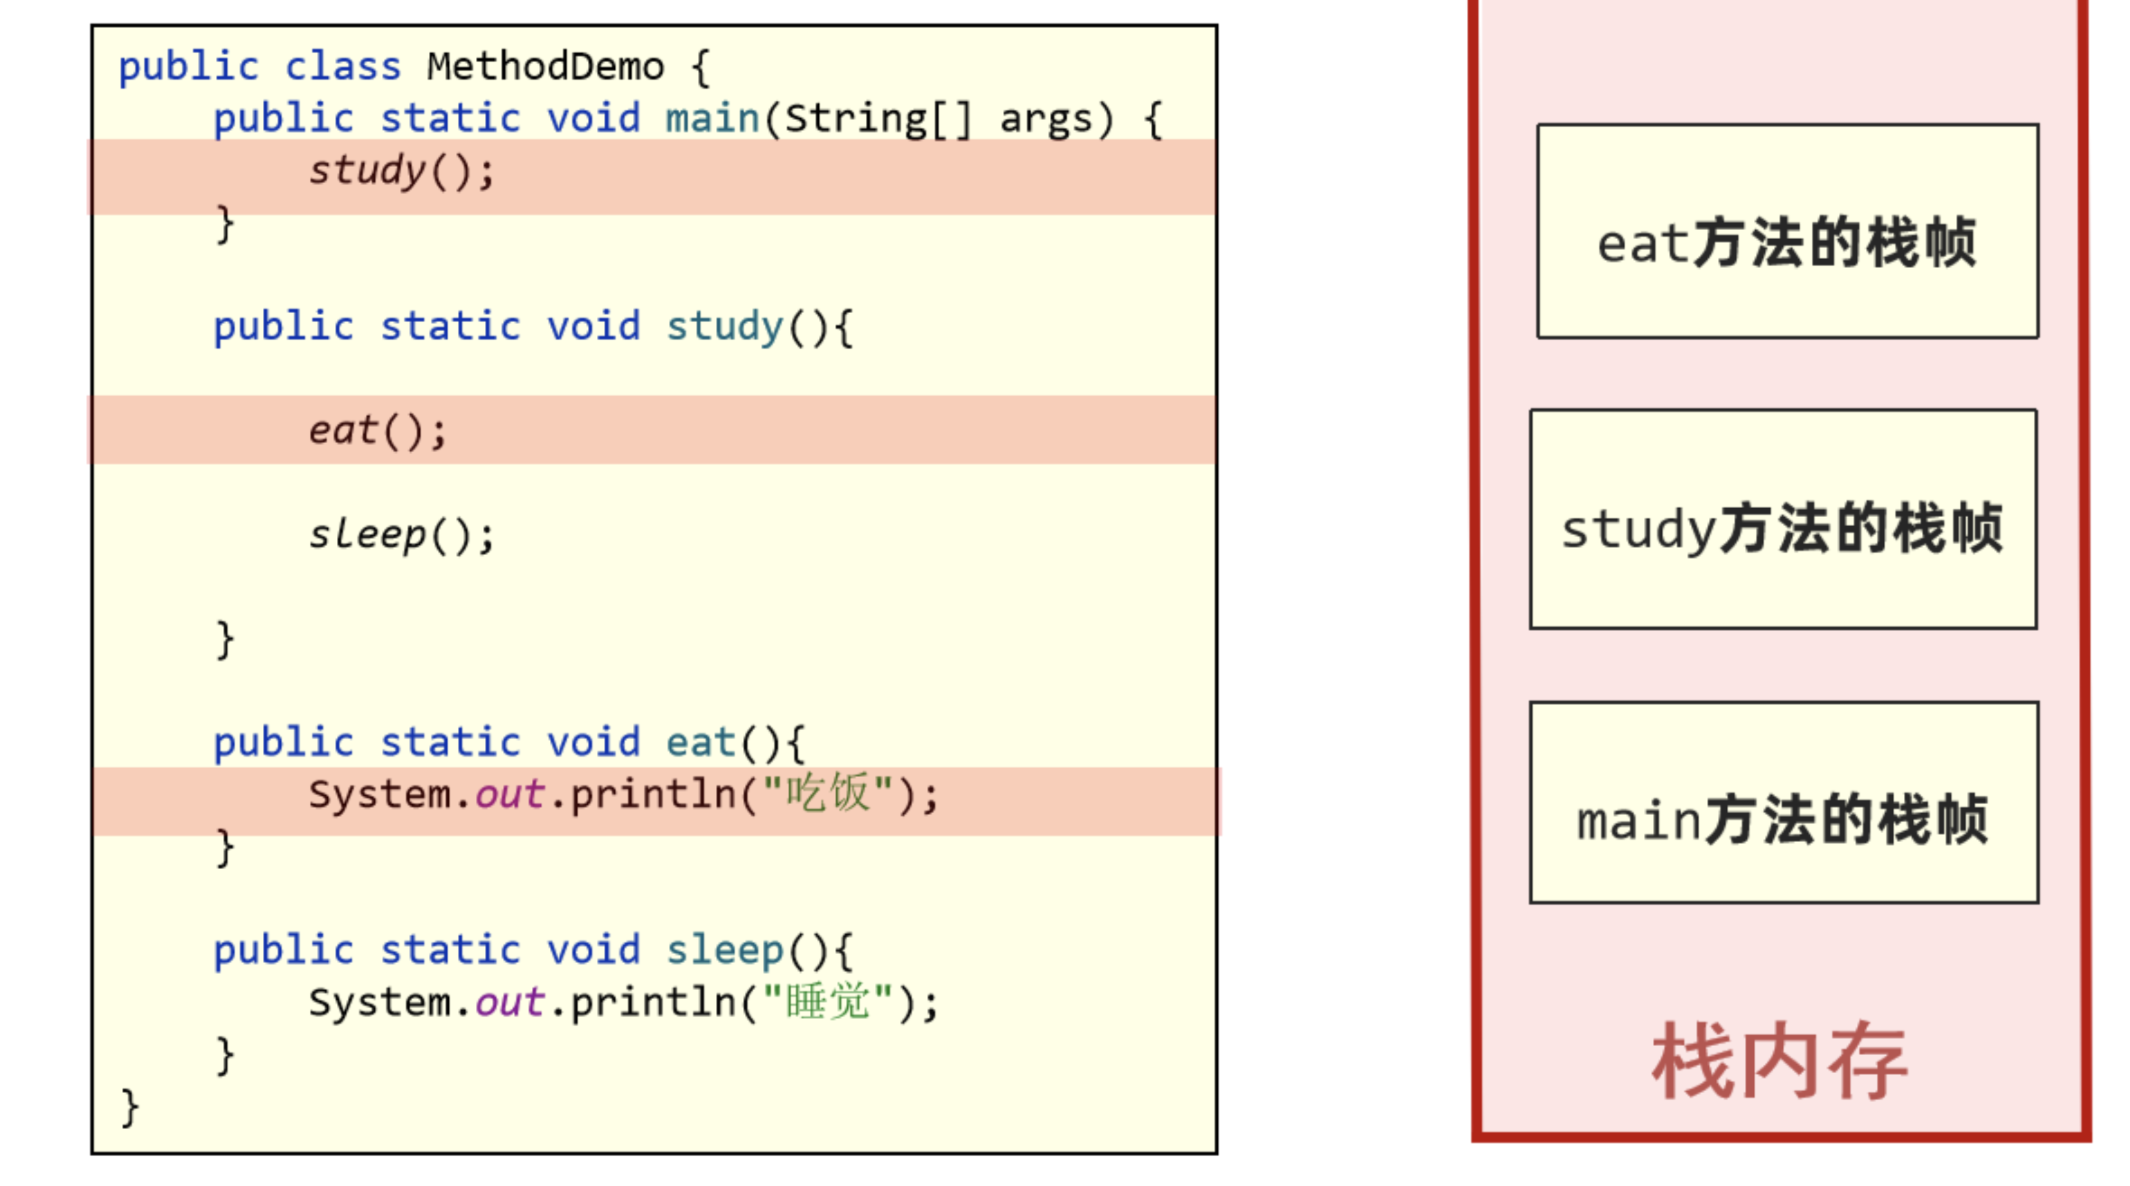 public class MethodDemo {
    public static void main(String[] args) {
        study();
    }
    public static void study(){
        eat();
        sleep();
    }
    public static void eat(){
        System.out.println("吃饭");
    }
    public static void sleep(){
        System.out.println("睡觉");
    }
}
eat方法的栈帧
study方法的栈帧
main方法的栈帧
栈内存